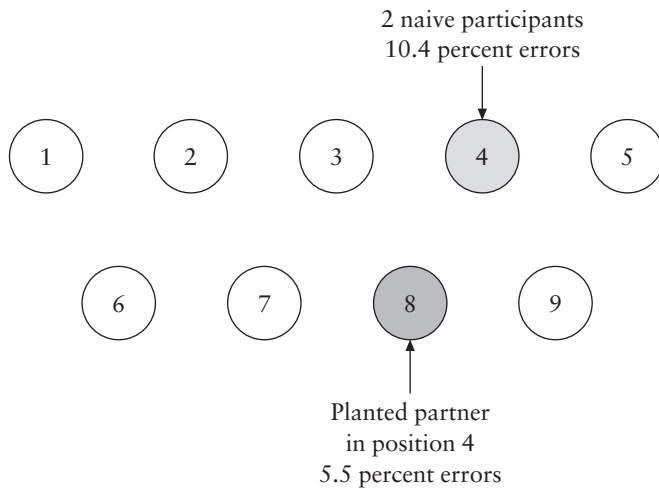 2 naive participants
10.4 percent errors
1 2 3 4 5
6 7 8 9
Planted partner
in position 4
5.5 percent errors